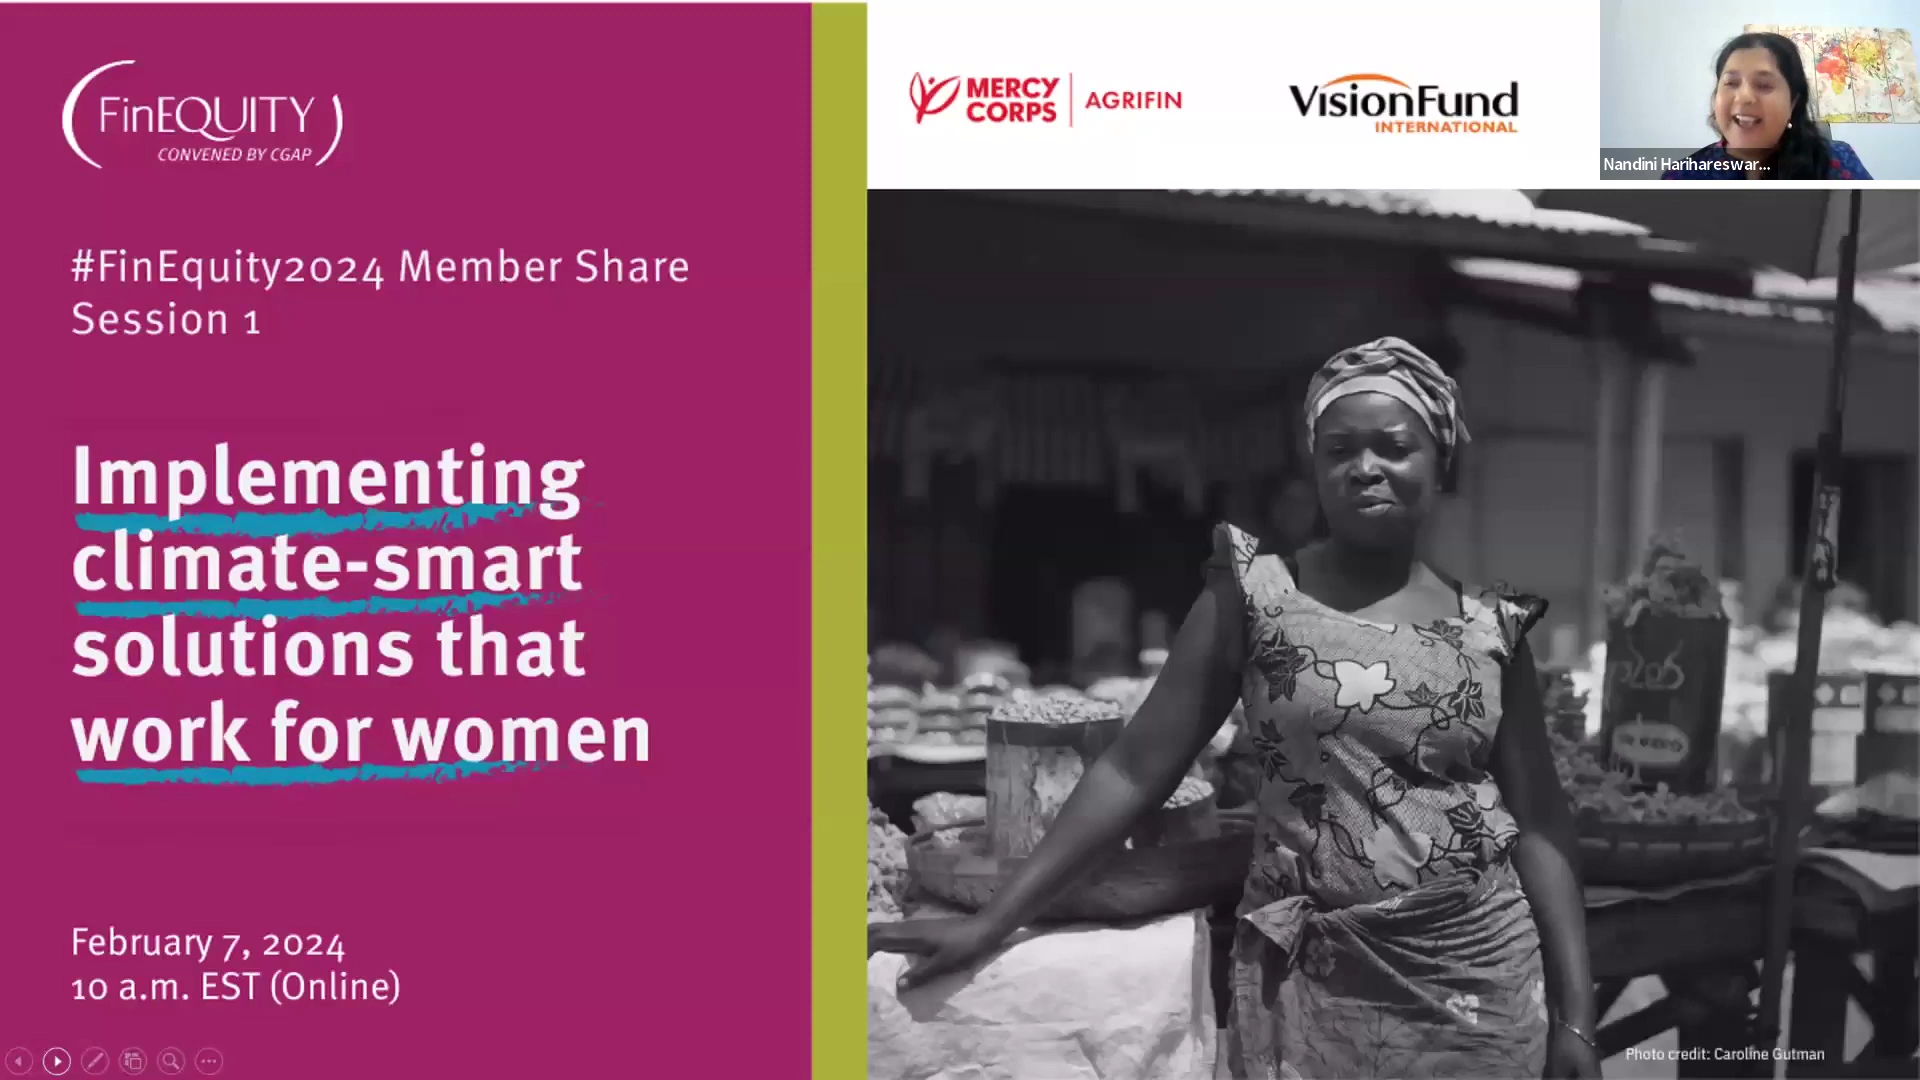 FinEQUITY
CONVENED BY CGAP
#FinEquity2024 Member Share
Session 1
Implementing
climate-smart
solutions that
work for women
February 7, 2024
10 a.m. EST (Online)
MERCY
CORPS
AGRIFIN
VisionFund
INTERNATIONAL
Nandini Harihareswar...
Photo credit: Caroline Gutman